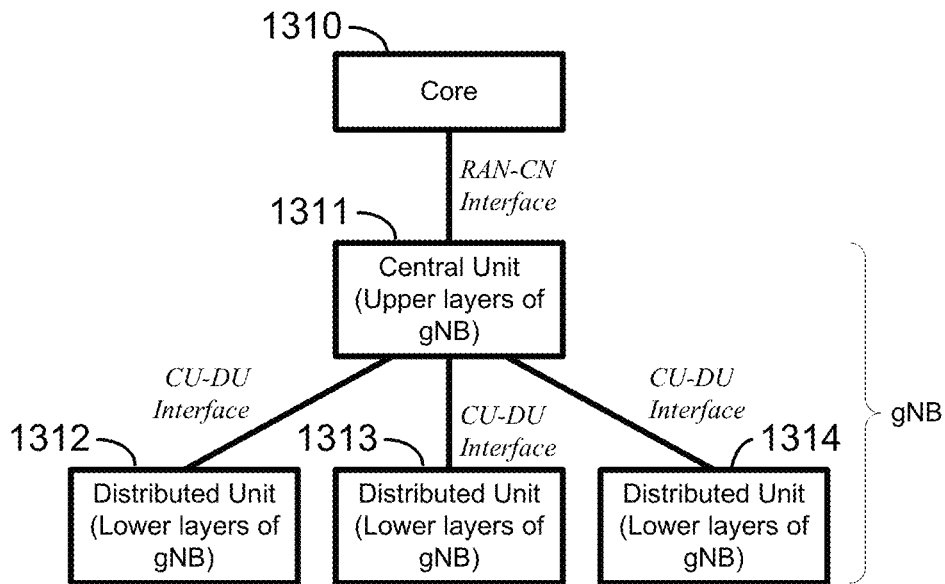 1310
Core
RAN-CN
Interface
1311
Central Unit
(Upper layers of
gNB)
CU-DU
Interface
CU-DU
Interface
CU-DU
Interface
gNB
1312
1313
1314
Distributed Unit
(Lower layers of
gNB)
Distributed Unit
(Lower layers of
gNB)
Distributed Unit
(Lower layers of
gNB)